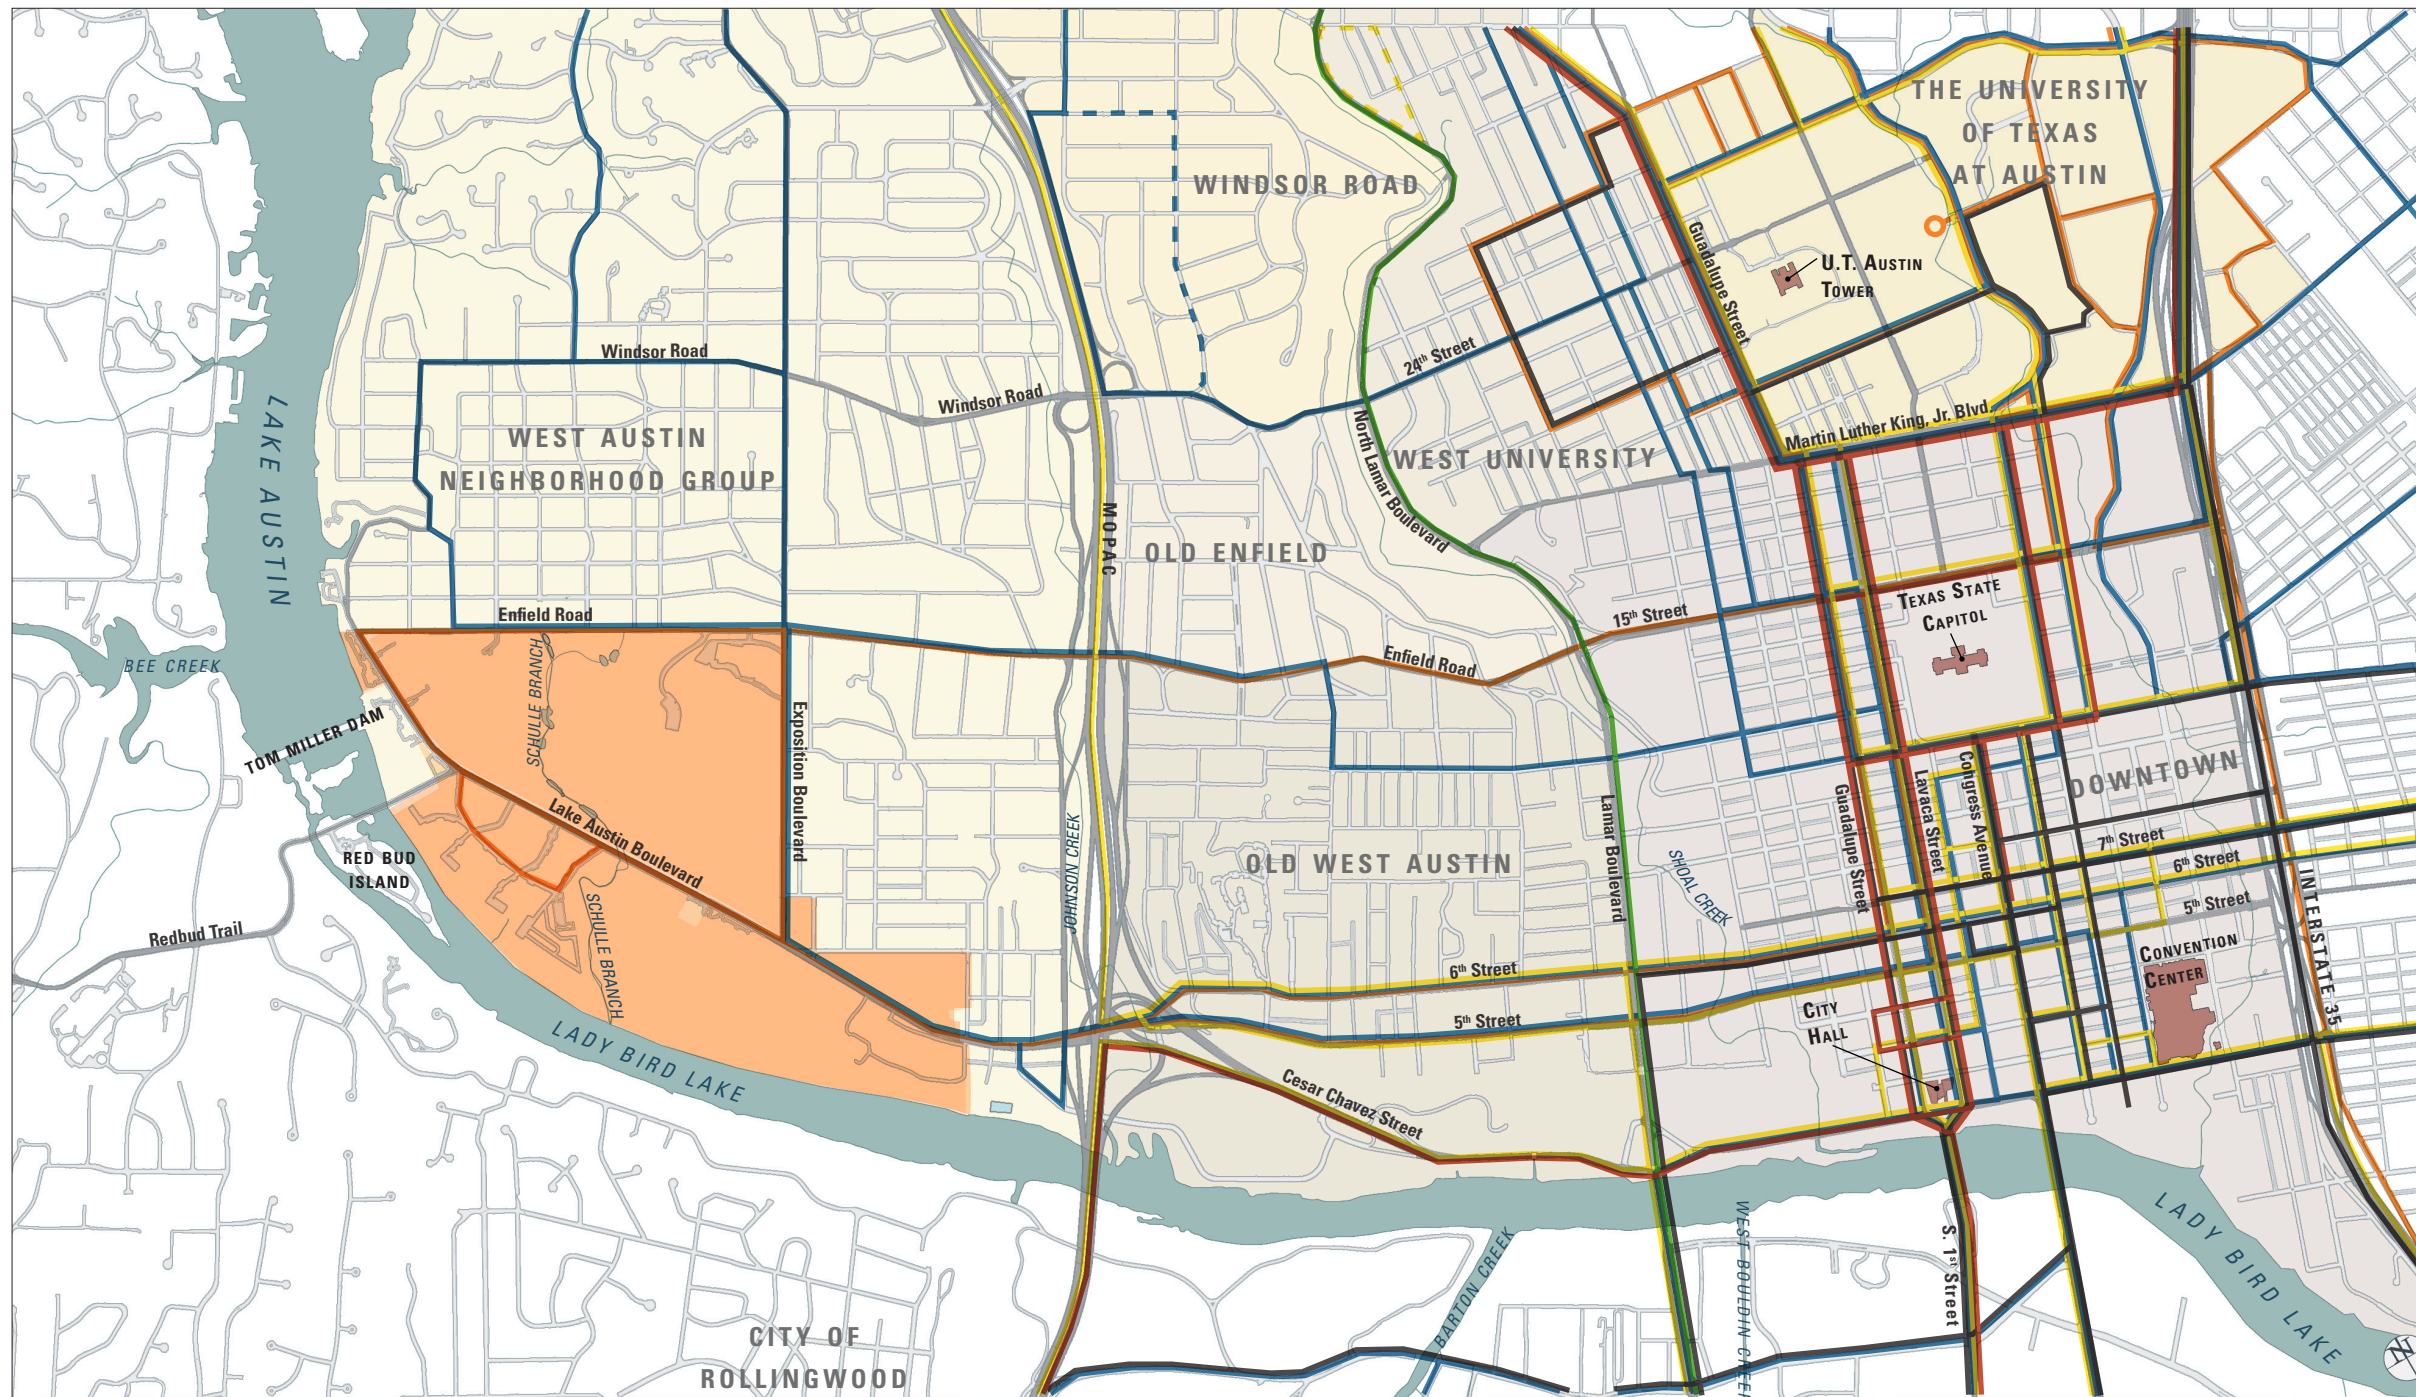 THE UNIVERSITY
OF TEXAS
AT AUSTIN
WINDSOR ROAD
Guadalupe Street
U.T. AUSTIN
TOWER
Windsor Road
24th Street
Windsor Road
LAKE AUSTIN
WEST AUSTIN
NEIGHBORHOOD GROUP
North Lamar Boulevard
Martin Luther King, Jr. Blvd.
WEST UNIVERSITY
MOPAC
OLD ENFIELD
Enfield Road
15th Street
TEXAS STATE
CAPITOL
BEE CREEK
SCHULLE BRANCH
Enfield Road
TOM MILLER DAM
Exposition Boulevard
Lake Austin Boulevard
DOWNTOWN
Guadalupe Street
Lavaca Street
Congress Avenue
Lamar Boulevard
JOHNSON CREEK
RED BUD
ISLAND
OLD WEST AUSTIN
SHOAL CREEK
7th Street
6th Street
5th Street
INTERSTATE 35
Redbud Trail
SCHULLE BRANCH
CONVENTION
CENTER
6th Street
5th Street
CITY
HALL
LADY BIRD LAKE
Cesar Chavez Street
LADY BIRD LAKE
BARTON CREEK
WEST BOULDIN CREEK
S. 1st Street
CITY OF
ROLLINGWOOD
N